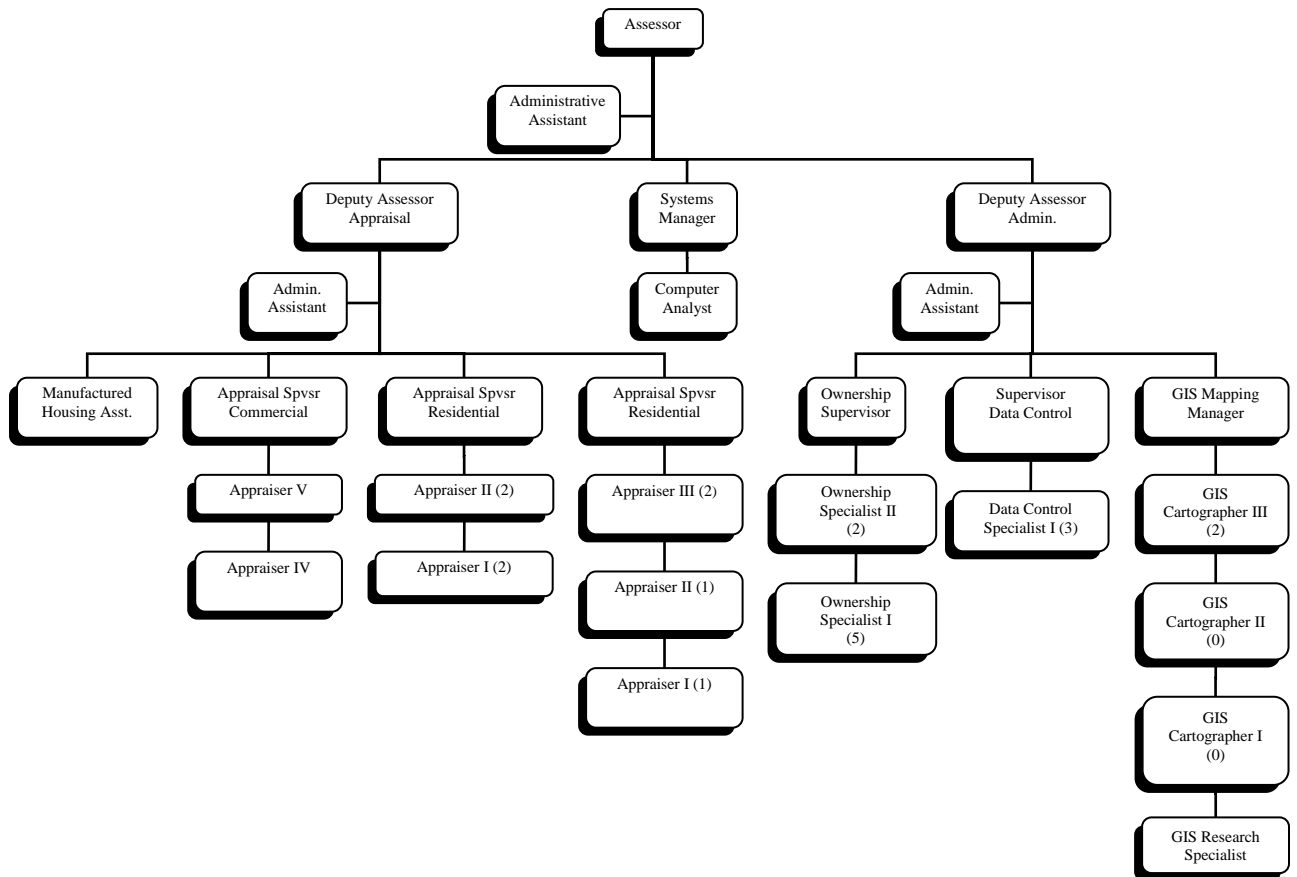 Assessor
Administrative
Assistant
Deputy Assessor
Appraisal
Systems
Manager
Deputy Assessor
Admin.
Admin.
Assistant
Computer
Analyst
Admin.
Assistant
Manufactured
Housing Asst.
Appraisal Spvsr
Commercial
Appraisal Spvsr
Residential
Appraisal Spvsr
Residential
Ownership
Supervisor
Supervisor
Data Control
GIS Mapping
Manager
Appraiser V
Appraiser II (2)
Appraiser III (2)
Ownership
Specialist II
(2)
Data Control
Specialist I (3)
GIS
Cartographer III
(2)
Appraiser IV
Appraiser I (2)
Appraiser II (1)
Ownership
Specialist I
(5)
GIS
Cartographer II
(0)
Appraiser I (1)
GIS
Cartographer I
(0)
GIS Research
Specialist